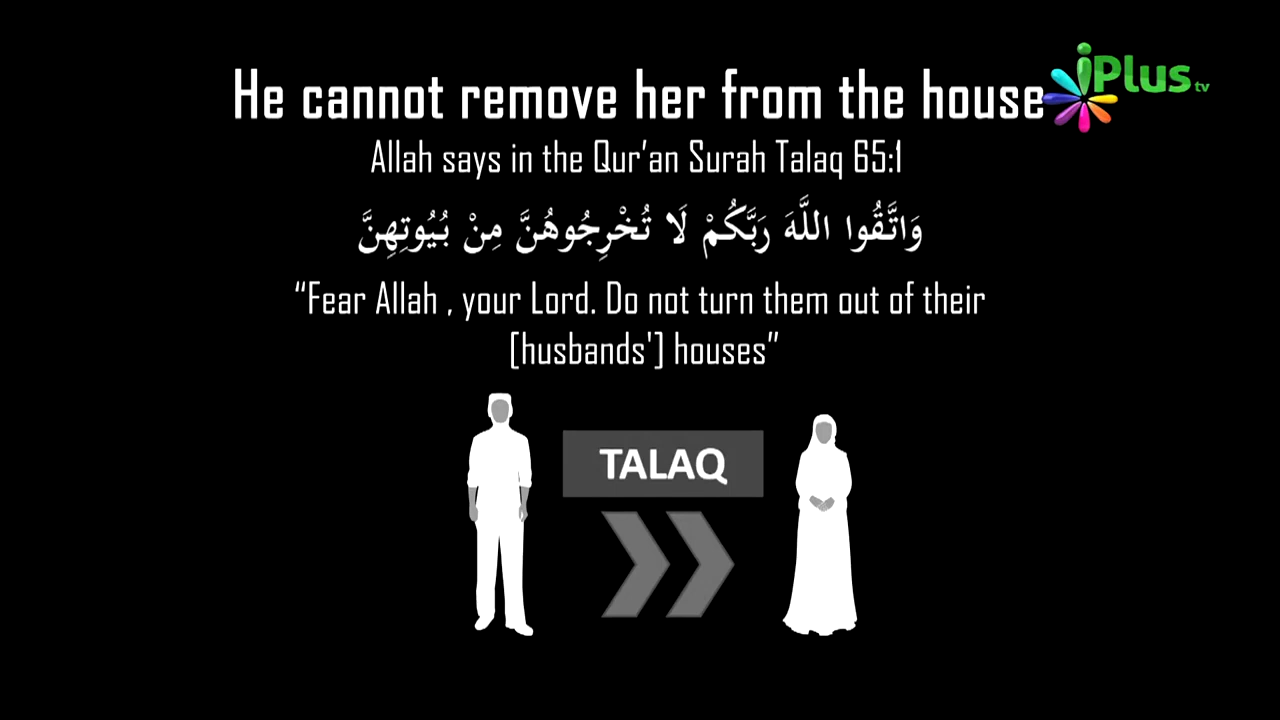 He cannot remove her from the house
iPlus tv
Allah says in the Qur’an Surah Talaq 65:1
وَاتَّقُوا اللَّهَ رَبَّكُمْ لَا تُخْرِجُوهُنَّ مِنْ بُيُوتِهِنَّ
“Fear Allah , your Lord. Do not turn them out of their
[husbands'] houses”
TALAQ